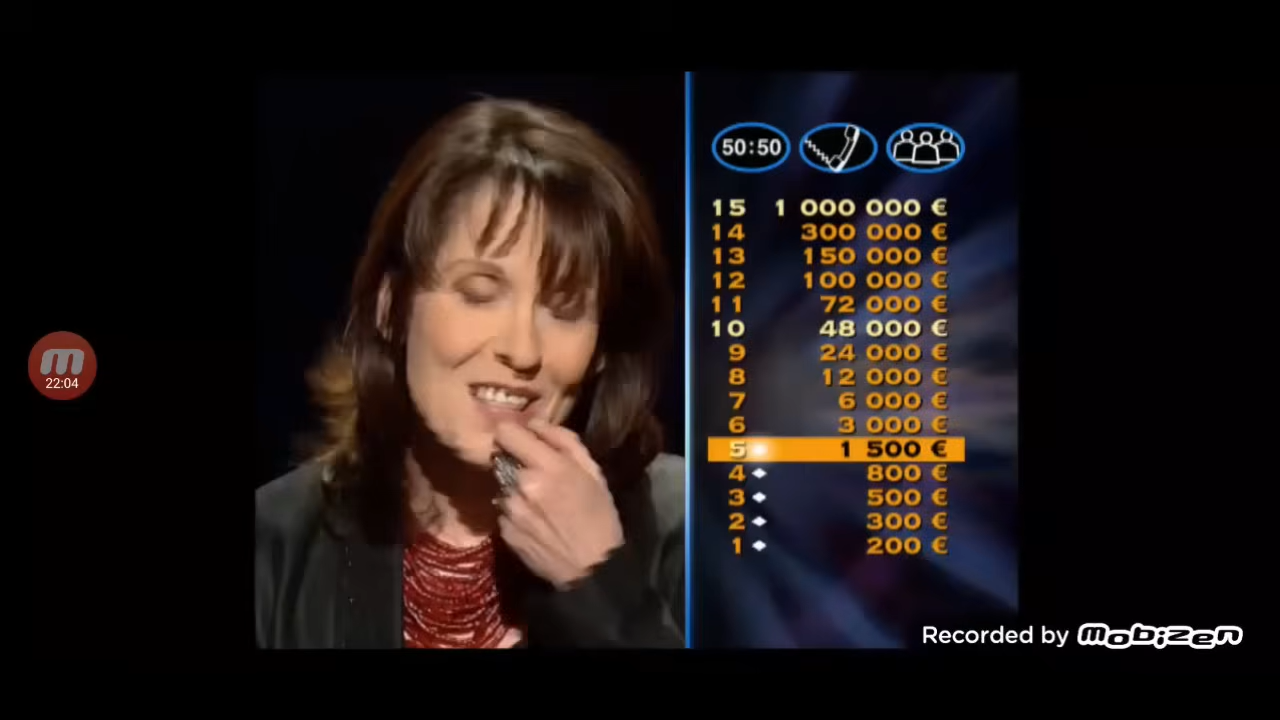 50:50
15 1 000 000 €
14 300 000 €
13 150 000 €
12 100 000 €
11 72 000 €
10 48 000 €
9 24 000 €
8 12 000 €
7 6 000 €
6 3 000 €
5 1 500 €
4 800 €
3 500 €
2 300 €
1 200 €
22:04
Recorded by mobizen